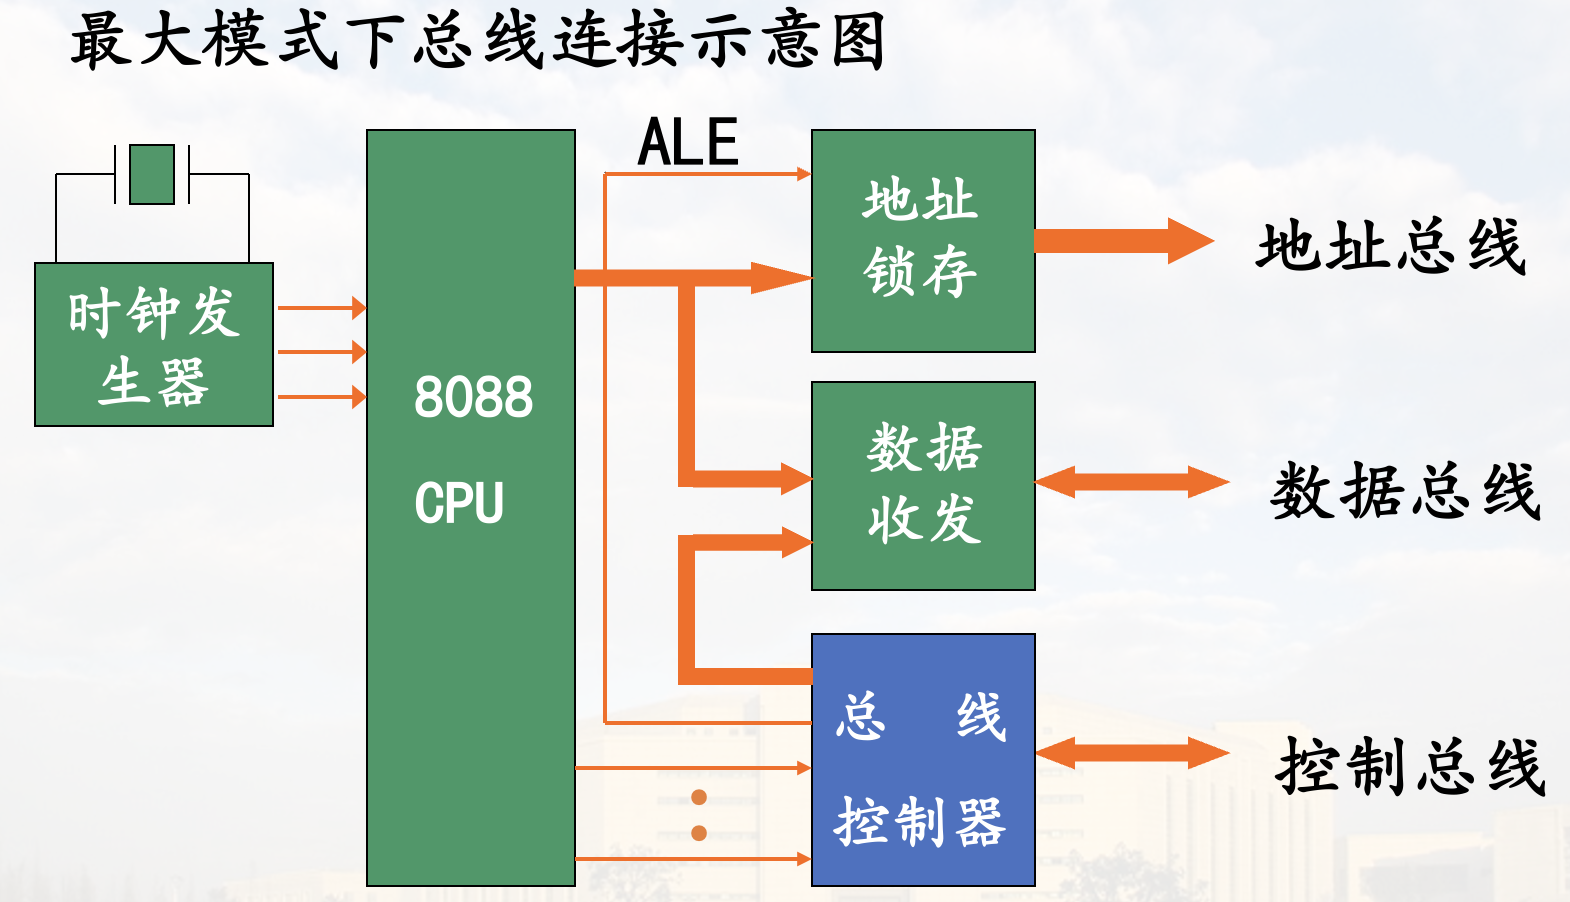 最大模式下总线连接示意图
ALE
地址
锁存
地址总线
时钟发
生器
8088
CPU
数据
收发
数据总线
总 线
控制器
控制总线